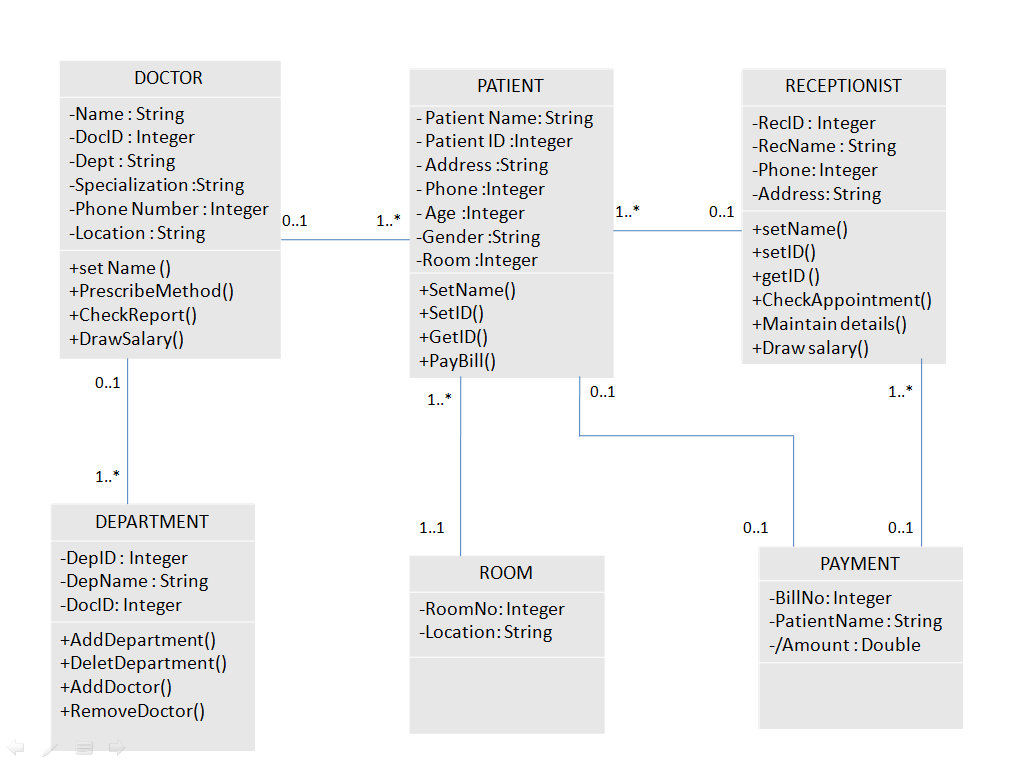 DOCTOR
-Name : String
-DocID : Integer
-Dept : String
-Specialization :String
-Phone Number : Integer
-Location : String
+set Name ()
+PrescribeMethod()
+CheckReport()
+DrawSalary()
0..1
1..*
PATIENT
- Patient Name: String
- Patient ID :Integer
- Address :String
- Phone :Integer
- Age :Integer
-Gender :String
-Room :Integer
+SetName()
+SetID()
+GetID()
+PayBill()
1..*
0..1
RECEPTIONIST
-RecID : Integer
-RecName : String
-Phone: Integer
-Address: String
+setName()
+setID()
+getID ()
+CheckAppointment()
+Maintain details()
+Draw salary()
0..1
1..*
1..*
1..1
0..1
0..1
1..*
0..1
DEPARTMENT
-DepID : Integer
-DepName : String
-DocID: Integer
+AddDepartment()
+DeletDepartment()
+AddDoctor()
+RemoveDoctor()
ROOM
-RoomNo: Integer
-Location: String
PAYMENT
-BillNo: Integer
-PatientName : String
-/Amount : Double